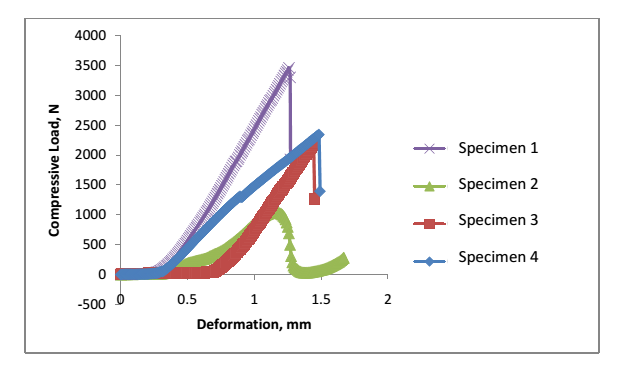 4000
3500
3000
2500
2000
1500
1000
500
0
-500
0
0.5
1
1.5
2
Compressive Load, N
Deformation, mm
Specimen 1
Specimen 2
Specimen 3
Specimen 4